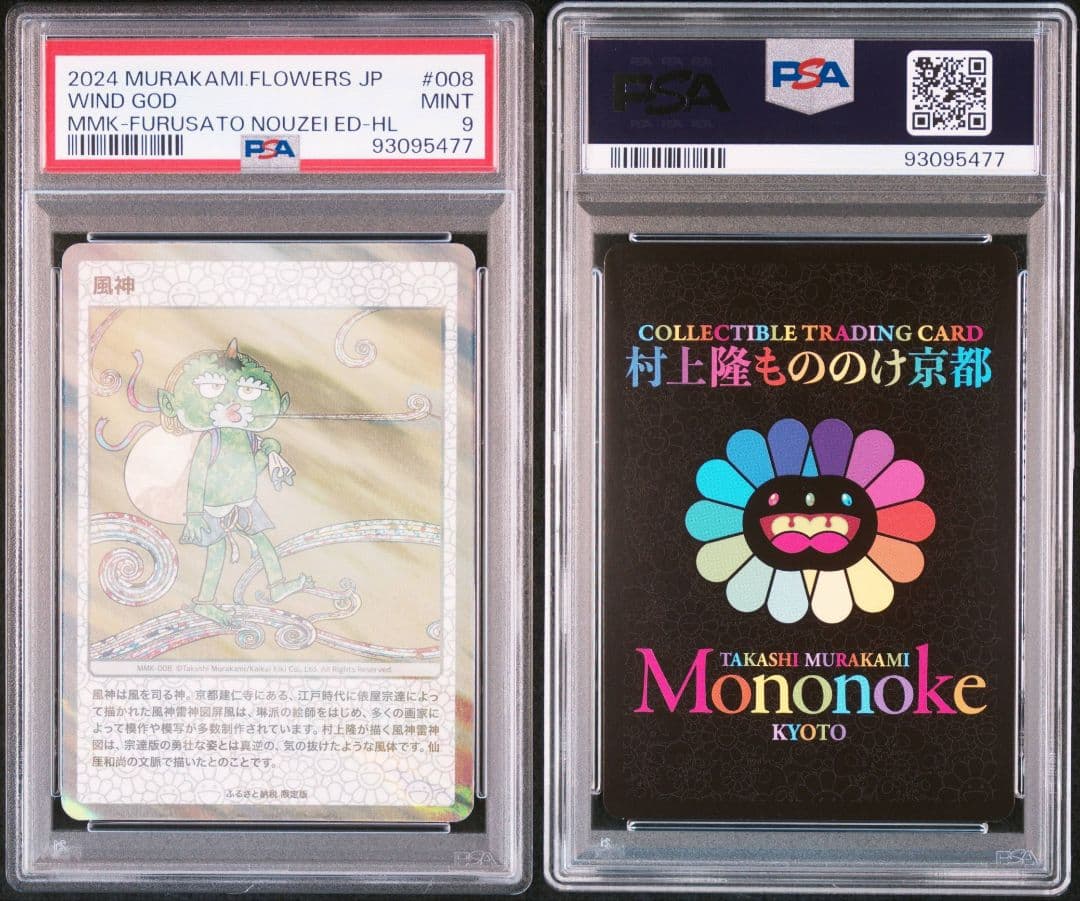 2024 MURAKAMI.FLOWERS JP #008
WIND GOD MINT
MMK-FURUSATO NOUZEI ED-HL 9
PSA 93095477
風神
MMK-008 ©Takashi Murakami/Kaikai Kiki Co., Ltd. All Rights Reserved.
風神は風を司る神。京都建仁寺にある、江戸時代に俵屋宗達によっ
て描かれた風神雷神図屏風は、琳派の絵師をはじめ、多くの画家に
よって模作や模写が多数制作されています。村上隆が描く風神雷神
図は、宗達版の勇壮な姿とは真逆の、気の抜けたような風体です。仙
厓和尚の文脈で描いたとのことです。
ふるさと納税 限定版
PSA
PSA
PSA
93095477
COLLECTIBLE TRADING CARD
村上隆もののけ京都
TAKASHI MURAKAMI
Mononoke
KYOTO
PSA